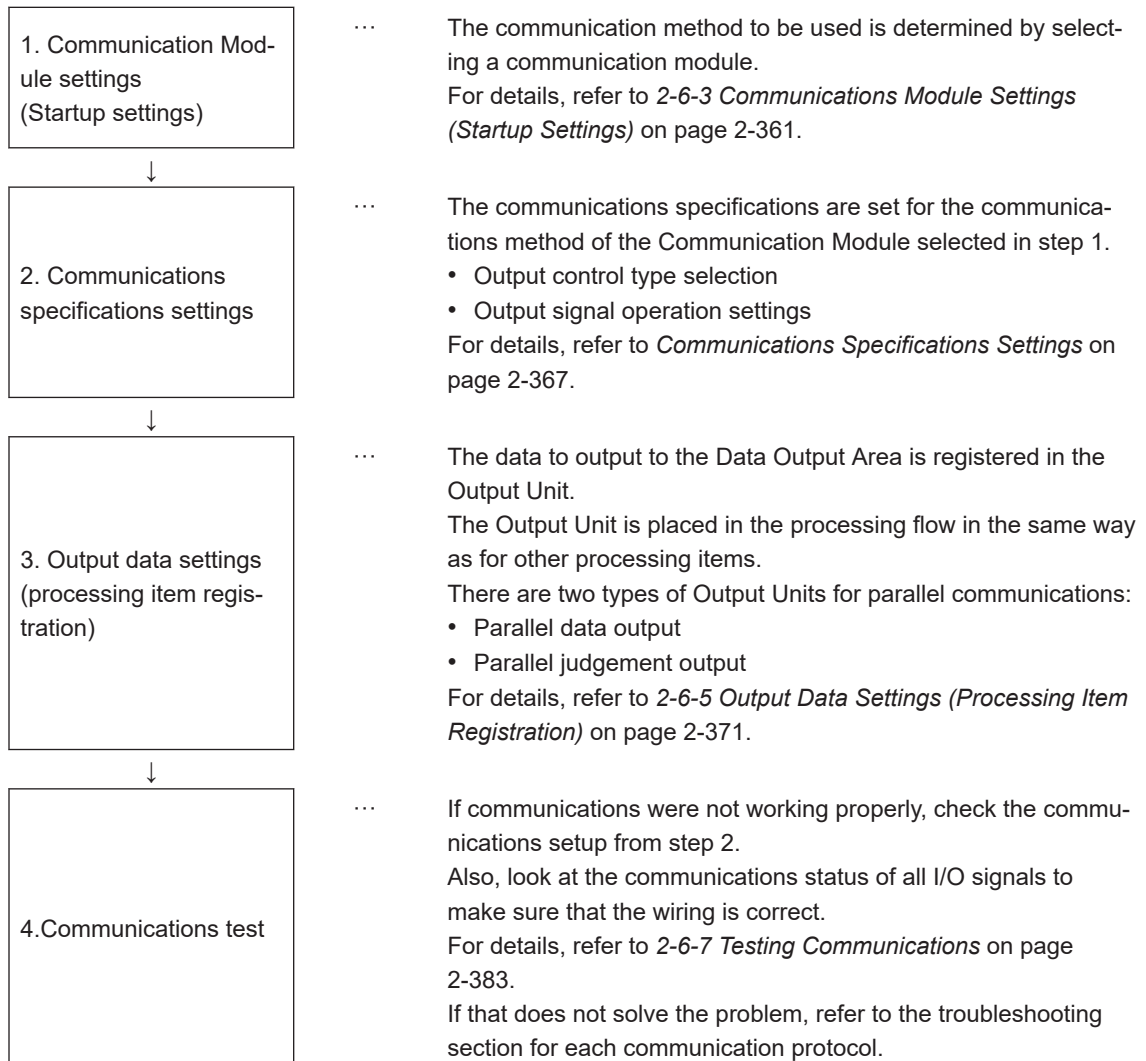 1. Communication Mod-
ule settings
(Startup settings)
… The communication method to be used is determined by select-
ing a communication module.
For details, refer to 2-6-3 Communications Module Settings
(Startup Settings) on page 2-361.
↓
2. Communications
specifications settings
… The communications specifications are set for the communica-
tions method of the Communication Module selected in step 1.
• Output control type selection
• Output signal operation settings
For details, refer to Communications Specifications Settings on
page 2-367.
↓
3. Output data settings
(processing item regis-
tration)
… The data to output to the Data Output Area is registered in the
Output Unit.
The Output Unit is placed in the processing flow in the same way
as for other processing items.
There are two types of Output Units for parallel communications:
• Parallel data output
• Parallel judgement output
For details, refer to 2-6-5 Output Data Settings (Processing Item
Registration) on page 2-371.
↓
4.Communications test
… If communications were not working properly, check the commu-
nications setup from step 2.
Also, look at the communications status of all I/O signals to
make sure that the wiring is correct.
For details, refer to 2-6-7 Testing Communications on page
2-383.
If that does not solve the problem, refer to the troubleshooting
section for each communication protocol.